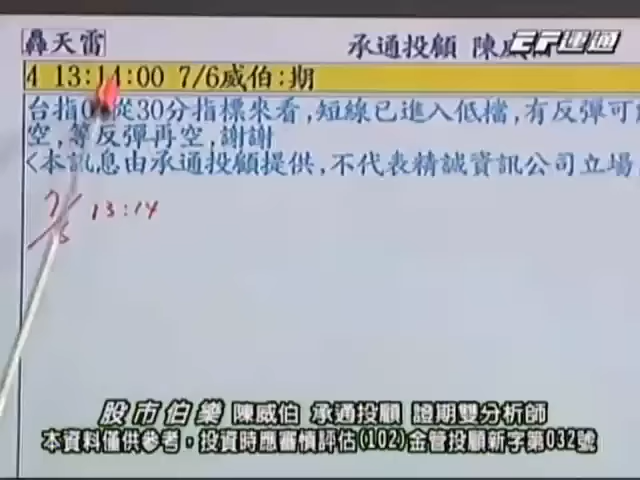 轟天雷
承通投顧 陳威
EF運通
4 13:14:00 7/6威伯:期
台指0 從30分指標來看,短線已進入低檔,有反彈可
空,等反彈再空,謝謝
<本訊息由承通投顧提供,不代表精誠資訊公司立場
7/6 13:14
股市伯樂 陳威伯 承通投顧 證期雙分析師
本資料僅供參考,投資時應審慎評估(102)金管投顧新字第032號